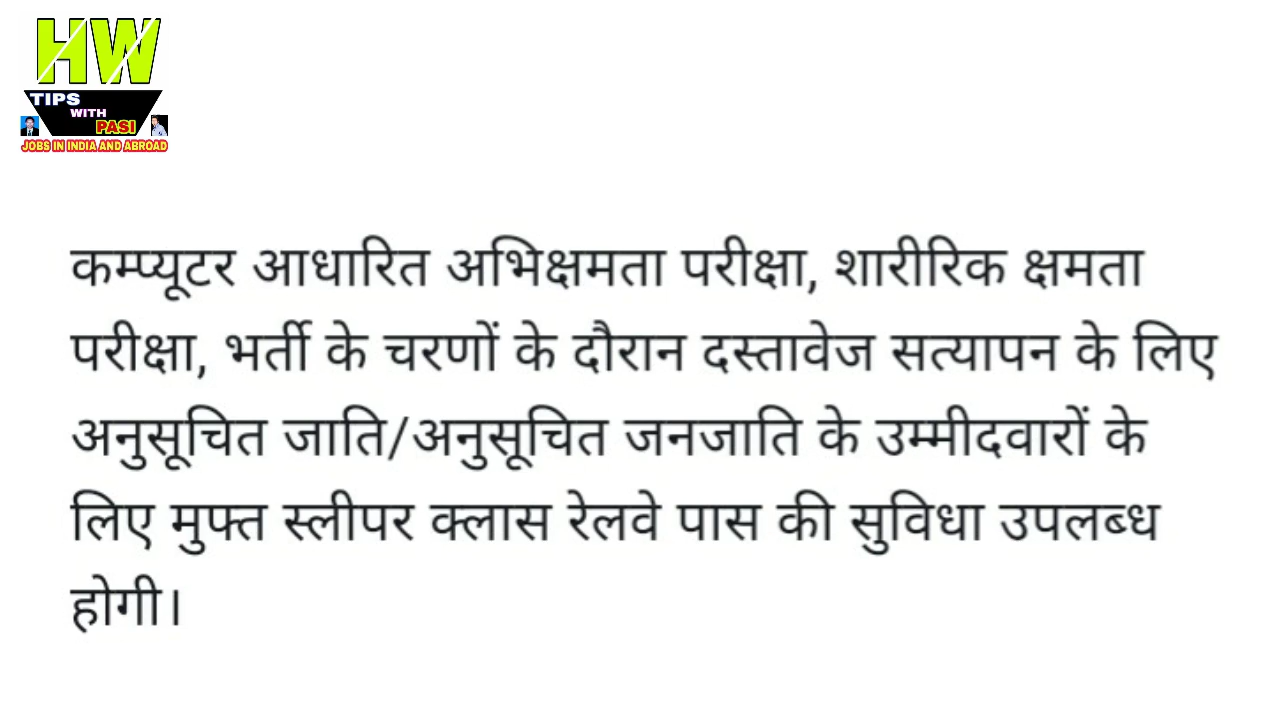 HW
TIPS
WITH
PASI
JOBS IN INDIA AND ABROAD
कम्प्यूटर आधारित अभिक्षमता परीक्षा, शारीरिक क्षमता
परीक्षा, भर्ती के चरणों के दौरान दस्तावेज सत्यापन के लिए
अनुसूचित जाति/अनुसूचित जनजाति के उम्मीदवारों के
लिए मुफ्त स्लीपर क्लास रेलवे पास की सुविधा उपलब्ध
होगी।